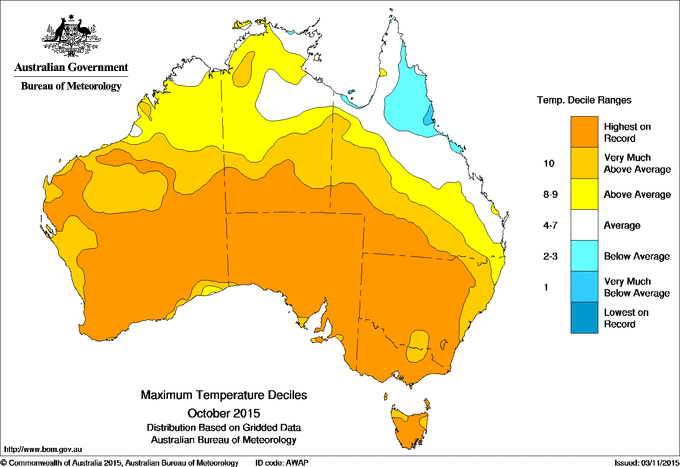 Australian Government
Bureau of Meteorology
Temp. Decile Ranges
Highest on
Record
10 Very Much
Above Average
8-9 Above Average
4-7 Average
2-3 Below Average
1 Very Much
Below Average
Lowest on
Record
Maximum Temperature Deciles
October 2015
Distribution Based on Gridded Data
Australian Bureau of Meteorology
http://www.bom.gov.au
© Commonwealth of Australia 2015, Australian Bureau of Meteorology ID code: AWAP Issued: 03/11/2015